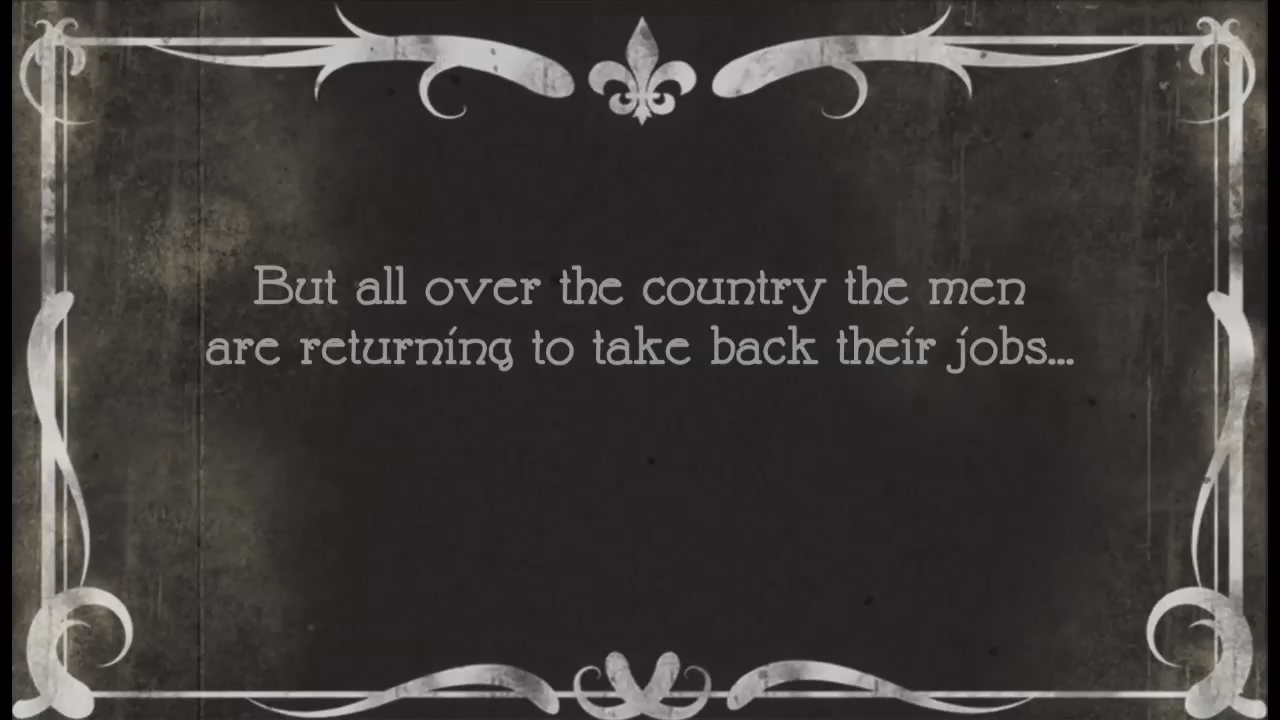 But all over the country the men
are returning to take back their jobs...